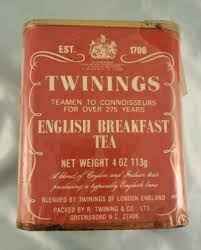 EST. 1706
TWININGS
TEAMEN TO CONNOISSEURS
FOR OVER 275 YEARS
ENGLISH BREAKFAST
TEA
NET WEIGHT 4 OZ 113g
A blend of Ceylon and Indian teas
producing a typically English brew
BLENDED BY TWININGS OF LONDON ENGLAND
PACKED BY R. TWINING & CO. LTD.
GREENSBORO N.C. 27406